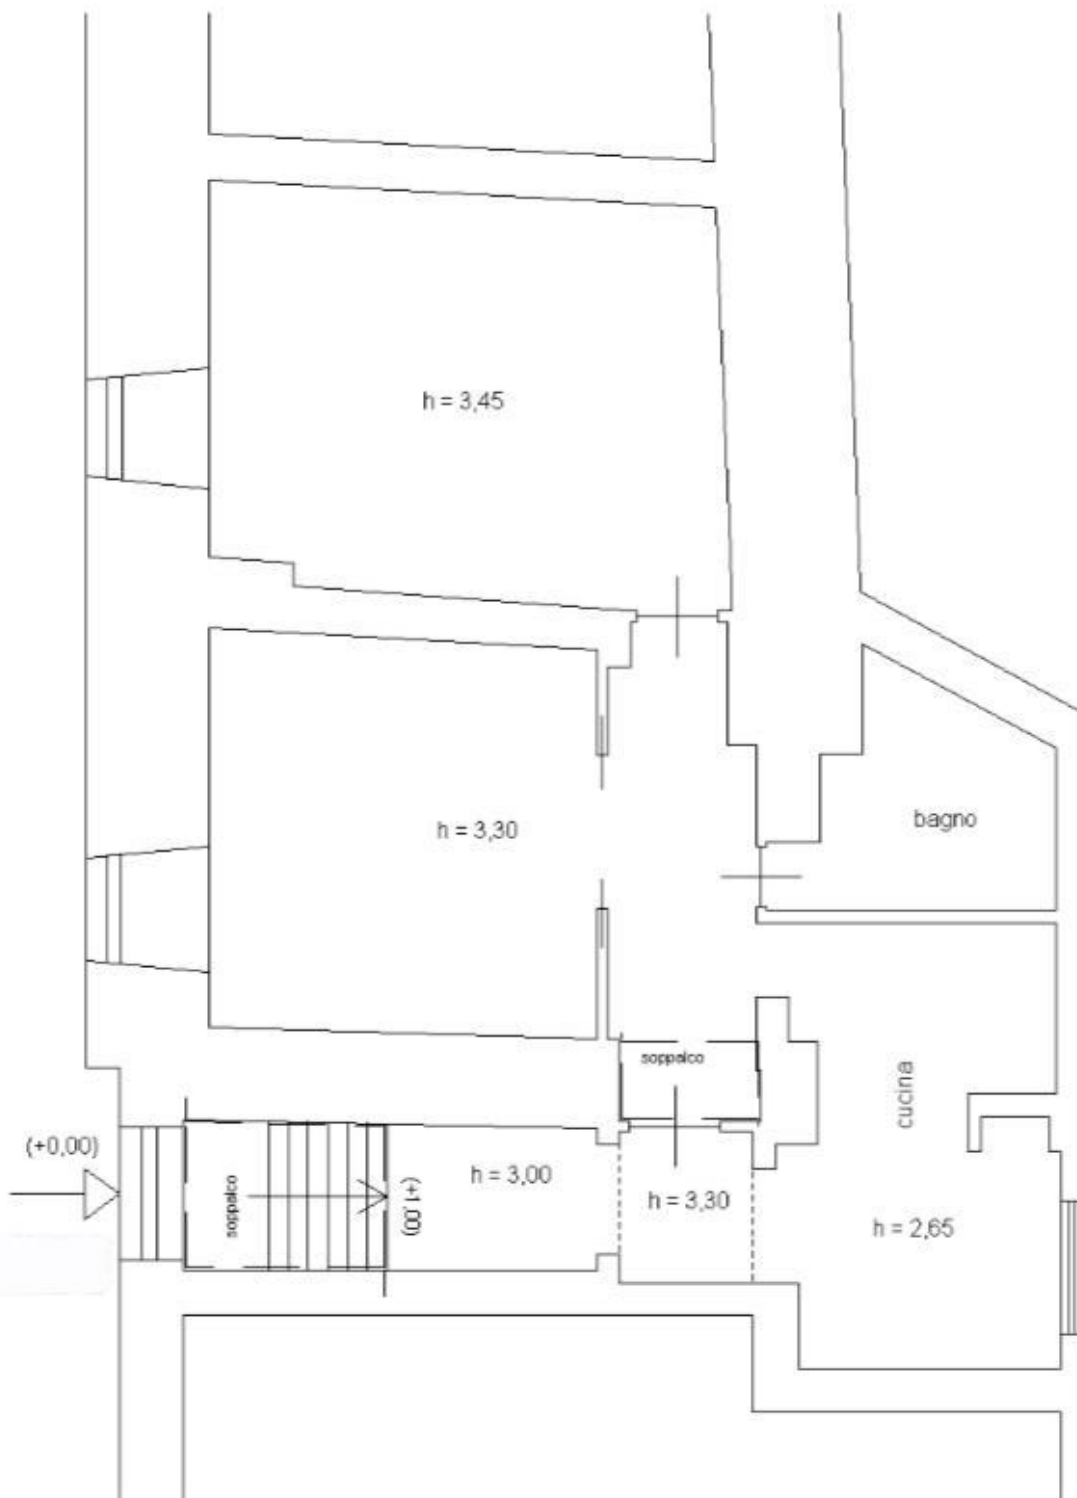 h = 3,45
h = 3,30
bagno
soppalco
cucina
(+0,00)
soppalco
(+1,00)
h = 3,00
h = 3,30
h = 2,65